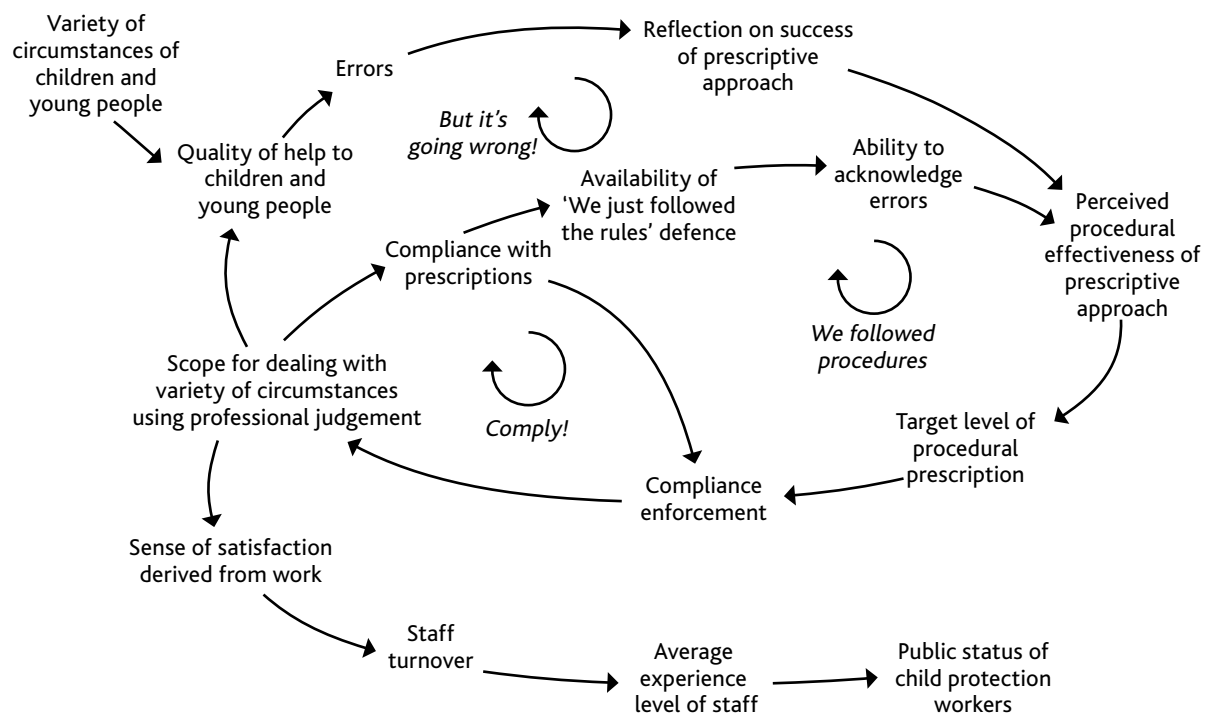 Variety of
circumstances of
children and
young people
Errors
Reflection on success
of prescriptive
approach
But it's
going wrong!
Quality of help to
children and
young people
Availability of
'We just followed
the rules' defence
Ability to
acknowledge
errors
Perceived
procedural
effectiveness of
prescriptive
approach
Compliance with
prescriptions
We followed
procedures
Scope for dealing with
variety of circumstances
using professional judgement
Comply!
Target level of
procedural
prescription
Compliance
enforcement
Sense of satisfaction
derived from work
Staff
turnover
Average
experience
level of staff
Public status of
child protection
workers